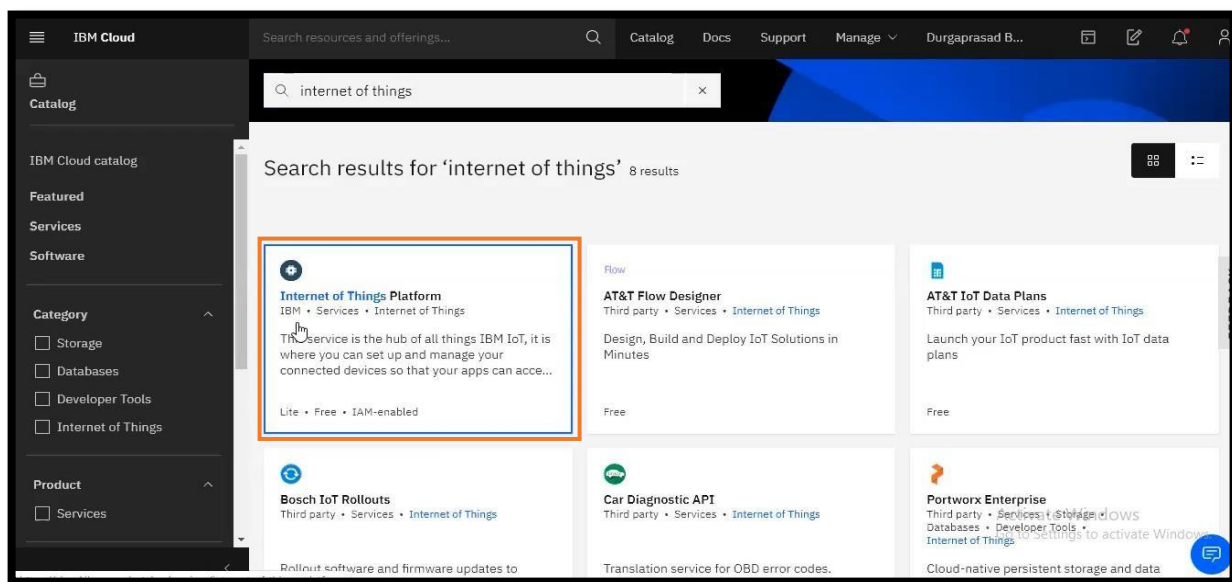 IBM Cloud
Search resources and offerings...
Catalog
Docs
Support
Manage
Durgaprasad B...
Catalog
internet of things
IBM Cloud catalog
Featured
Services
Software
Category
Storage
Databases
Developer Tools
Internet of Things
Product
Services
Search results for ‘internet of things’ 8 results
Internet of Things Platform
IBM • Services • Internet of Things
service is the hub of all things IBM IoT, it is
where you can set up and manage your
connected devices so that your apps can acce...
Lite • Free • IAM-enabled
Flow
AT&T Flow Designer
Third party • Services • Internet of Things
Design, Build and Deploy IoT Solutions in
Minutes
Free
AT&T IoT Data Plans
Third party • Services • Internet of Things
Launch your IoT product fast with IoT data
plans
Free
Bosch IoT Rollouts
Third party • Services • Internet of Things
Rollout software and firmware updates to
Car Diagnostic API
Third party • Services • Internet of Things
Translation service for OBD error codes.
Portworx Enterprise
Third party • Services • Storage •
Databases • Developer Tools •
Internet of Things
Cloud-native persistent storage and data
Activate Windows
Go to Settings to activate Windows.